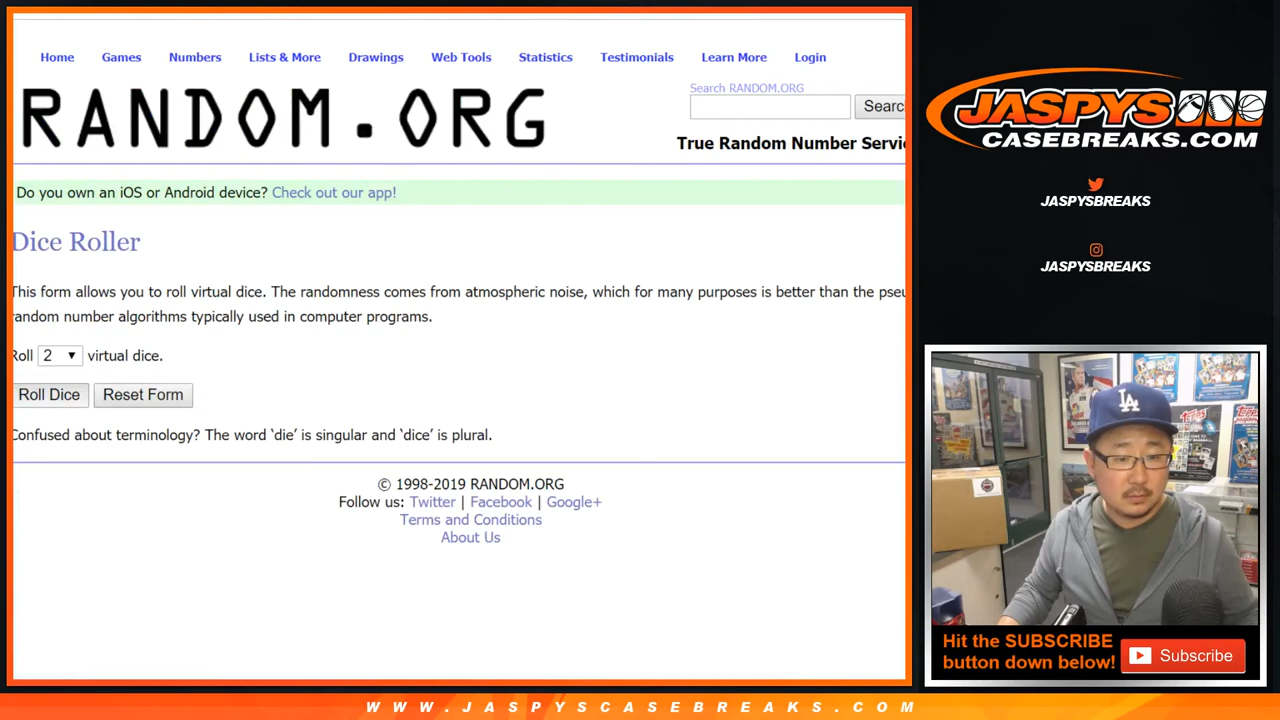 Home Games Numbers Lists & More Drawings Web Tools Statistics Testimonials Learn More Login
RANDOM.ORG
Search RANDOM.ORG
Searc
True Random Number Servi
Do you own an iOS or Android device? Check out our app!
Dice Roller
This form allows you to roll virtual dice. The randomness comes from atmospheric noise, which for many purposes is better than the pseu
random number algorithms typically used in computer programs.
Roll 2 ▼ virtual dice.
Roll Dice Reset Form
Confused about terminology? The word ‘die’ is singular and ‘dice’ is plural.
© 1998-2019 RANDOM.ORG
Follow us: Twitter | Facebook | Google+
Terms and Conditions
About Us
JASPYS
CASEBREAKS.COM
JASPYSBREAKS
JASPYSBREAKS
LA
Topps
Hit the SUBSCRIBE
button down below!
Subscribe
WWW.JASPYSCASEBREAKS.COM